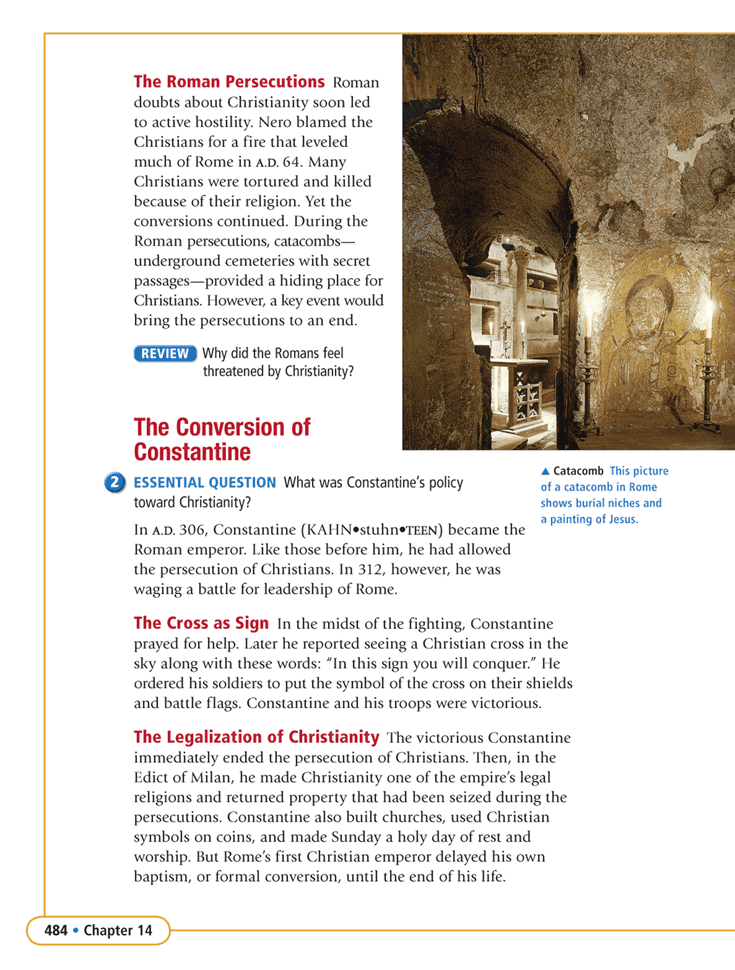 The Roman Persecutions Roman
doubts about Christianity soon led
to active hostility. Nero blamed the
Christians for a fire that leveled
much of Rome in A.D. 64. Many
Christians were tortured and killed
because of their religion. Yet the
conversions continued. During the
Roman persecutions, catacombs—
underground cemeteries with secret
passages—provided a hiding place for
Christians. However, a key event would
bring the persecutions to an end.
REVIEW Why did the Romans feel
threatened by Christianity?
The Conversion of
Constantine
▲ Catacomb This picture
of a catacomb in Rome
shows burial niches and
a painting of Jesus.
2 ESSENTIAL QUESTION What was Constantine’s policy
toward Christianity?
In A.D. 306, Constantine (KAHN•stuhn•TEEN) became the
Roman emperor. Like those before him, he had allowed
the persecution of Christians. In 312, however, he was
waging a battle for leadership of Rome.
The Cross as Sign In the midst of the fighting, Constantine
prayed for help. Later he reported seeing a Christian cross in the
sky along with these words: “In this sign you will conquer.” He
ordered his soldiers to put the symbol of the cross on their shields
and battle flags. Constantine and his troops were victorious.
The Legalization of Christianity The victorious Constantine
immediately ended the persecution of Christians. Then, in the
Edict of Milan, he made Christianity one of the empire’s legal
religions and returned property that had been seized during the
persecutions. Constantine also built churches, used Christian
symbols on coins, and made Sunday a holy day of rest and
worship. But Rome’s first Christian emperor delayed his own
baptism, or formal conversion, until the end of his life.
484 • Chapter 14